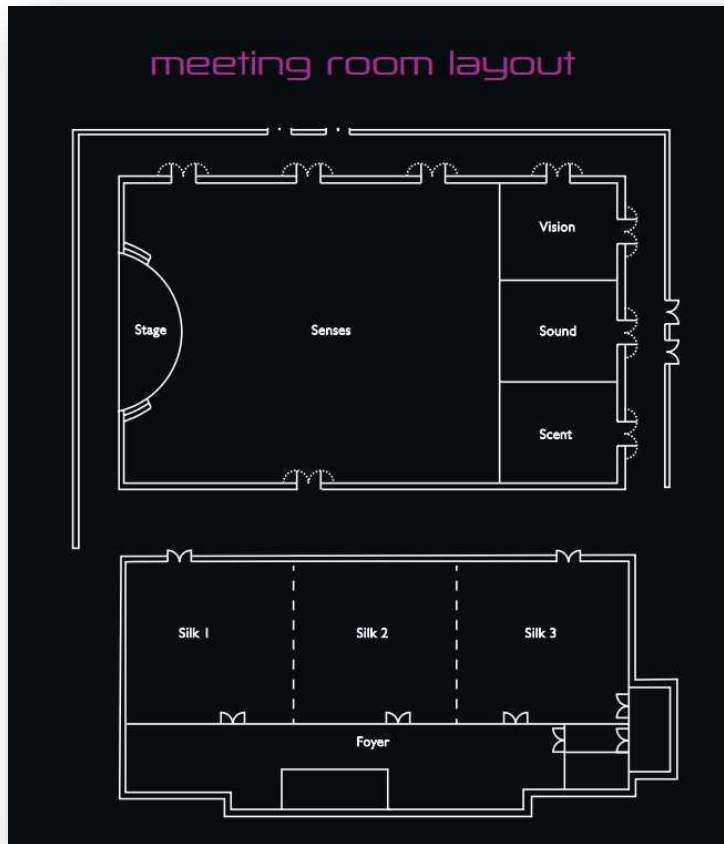 meeting room layout
Vision
Stage
Senses
Sound
Scent
Silk 1
Silk 2
Silk 3
Foyer